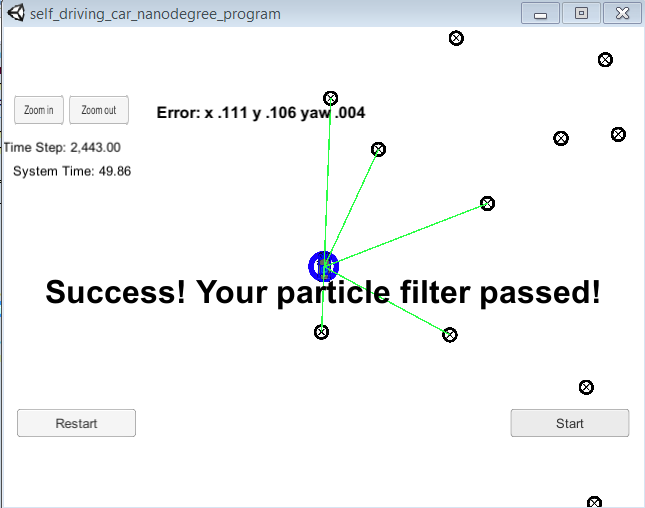 self_driving_car_nanodegree_program
Zoom in Zoom out
Error: x .111 y .106 yaw .004
Time Step: 2,443.00
System Time: 49.86
Success! Your particle filter passed!
Restart
Start